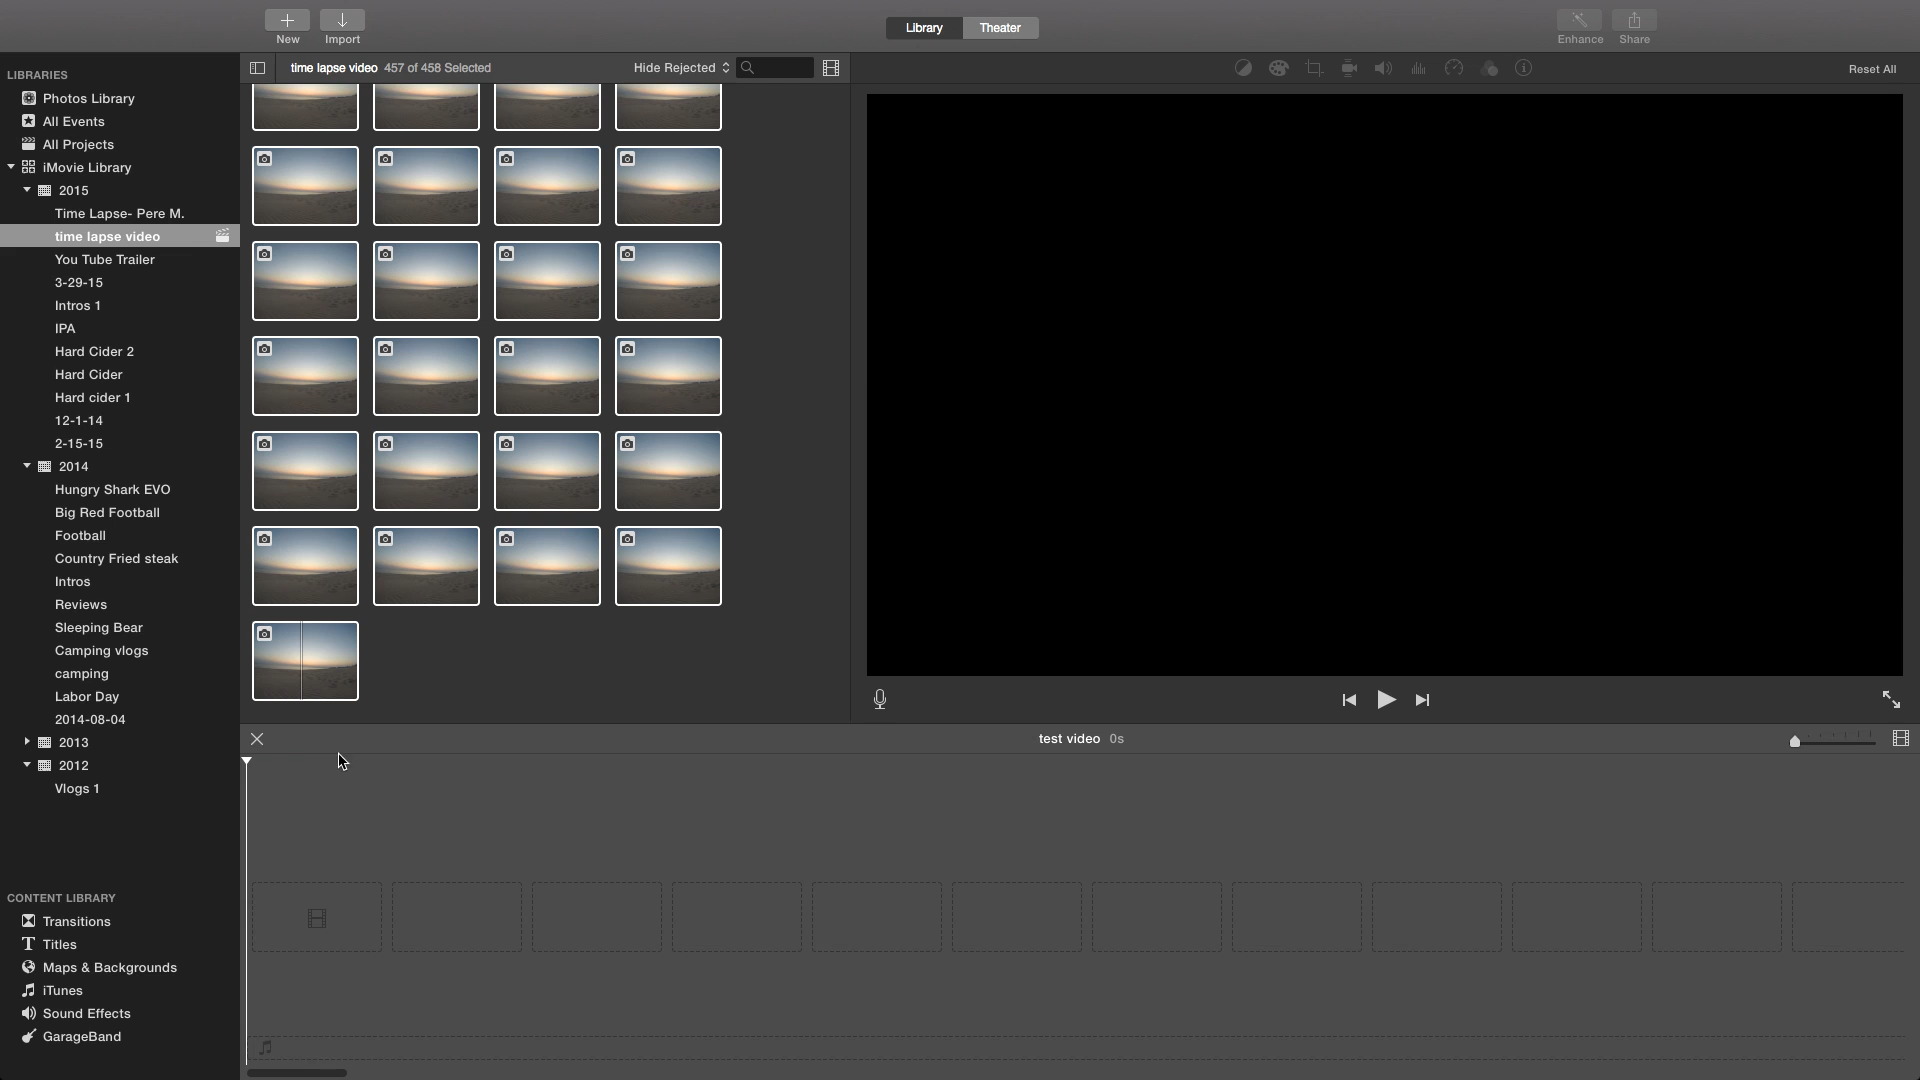 New
Import
Library
Theater
Enhance
Share
LIBRARIES
Photos Library
All Events
All Projects
iMovie Library
2015
Time Lapse- Pere M.
time lapse video
You Tube Trailer
3-29-15
Intros 1
IPA
Hard Cider 2
Hard Cider
Hard cider 1
12-1-14
2-15-15
2014
Hungry Shark EVO
Big Red Football
Football
Country Fried steak
Intros
Reviews
Sleeping Bear
Camping vlogs
camping
Labor Day
2014-08-04
2013
2012
Vlogs 1
CONTENT LIBRARY
Transitions
Titles
Maps & Backgrounds
iTunes
Sound Effects
GarageBand
time lapse video 457 of 458 Selected
Hide Rejected
Reset All
test video 0s